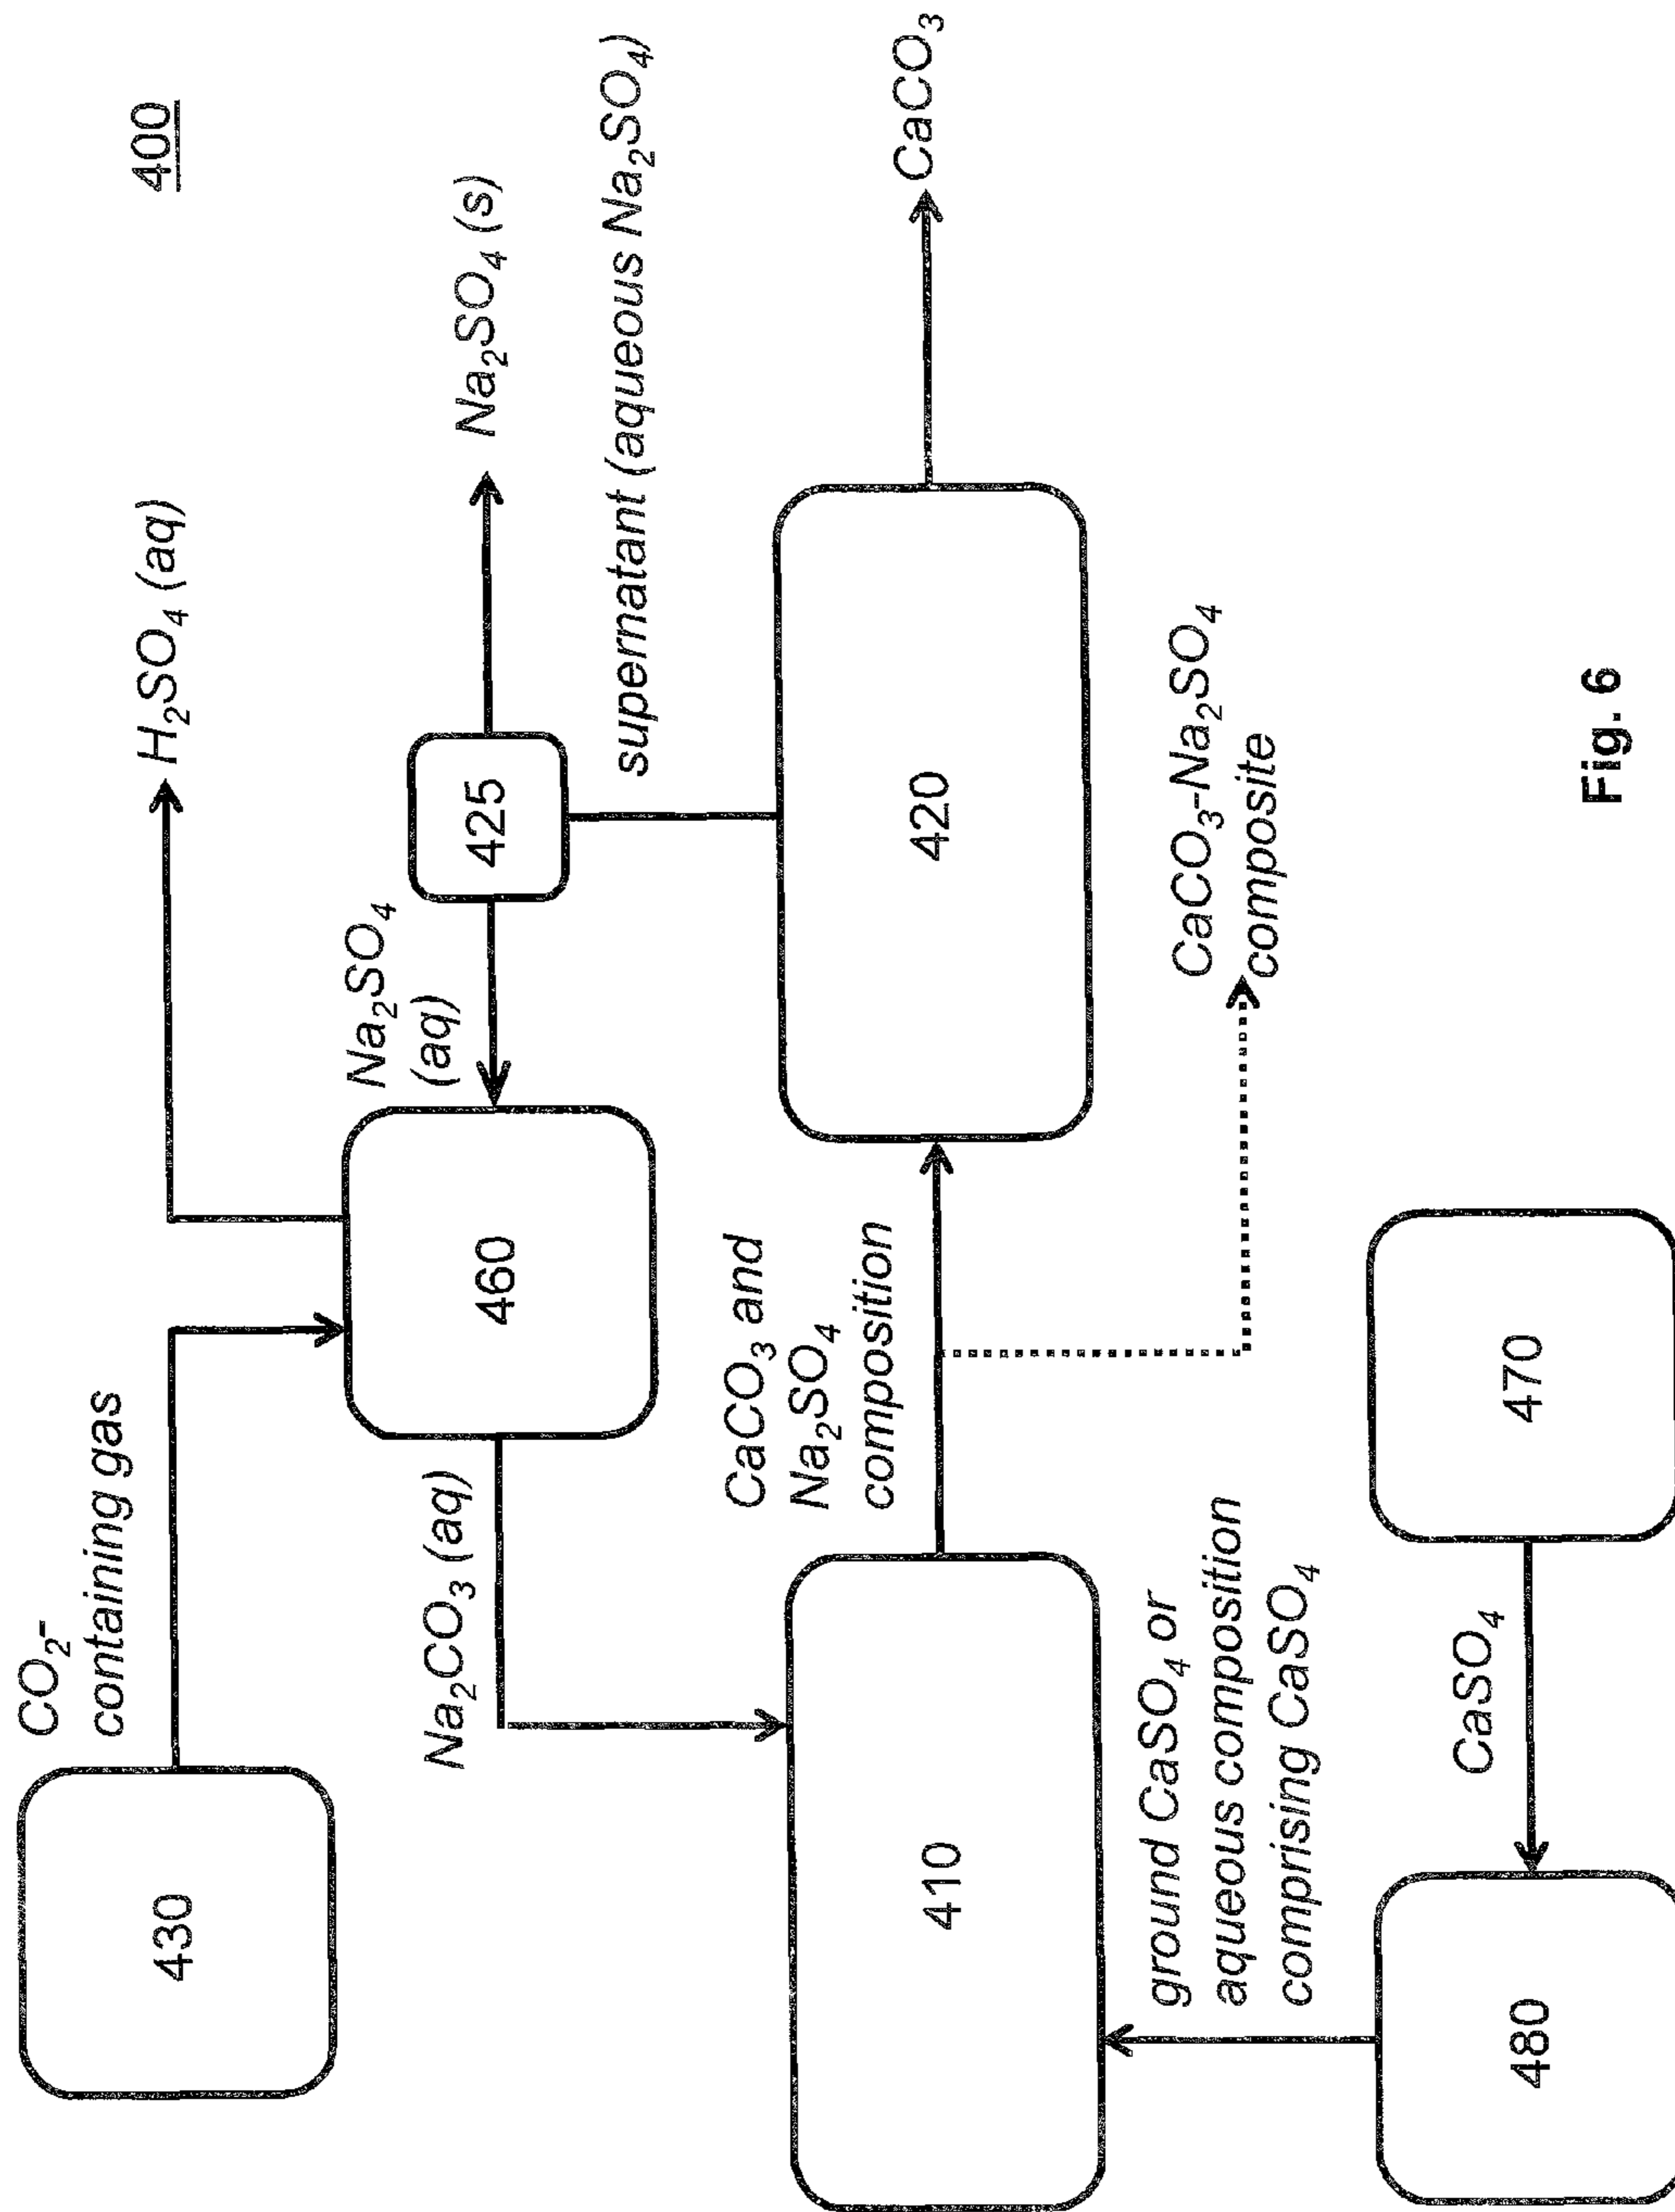 400
CO₂-
containing gas
H₂SO₄ (aq)
430
Na₂CO₃ (aq)
460
Na₂SO₄
(aq)
425
Na₂SO₄ (s)
supernatant (aqueous Na₂SO₄)
CaCO₃ and
Na₂SO₄
composition
410
420
CaCO₃
ground CaSO₄ or
aqueous composition
comprising CaSO₄
CaCO₃-Na₂SO₄
composite
480
CaSO₄
470
Fig. 6